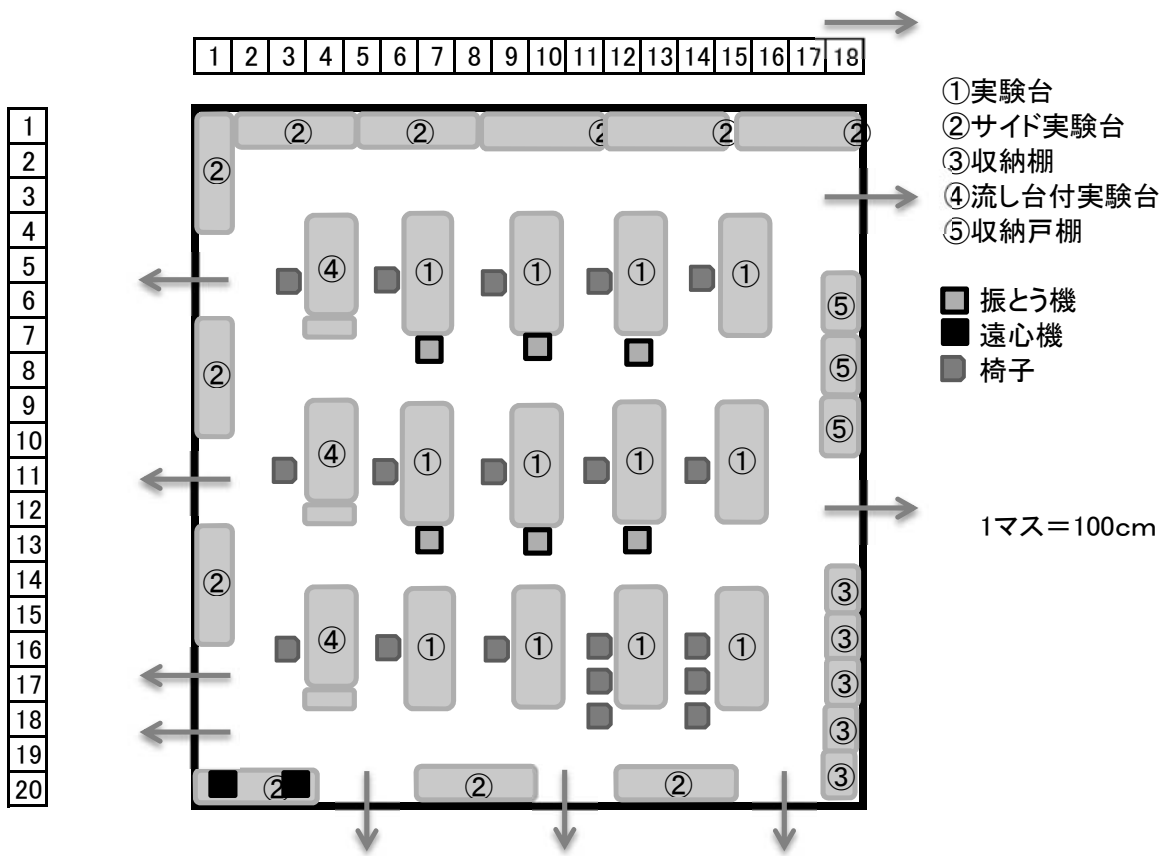 1 2 3 4 5 6 7 8 9 10 11 12 13 14 15 16 17 18
①実験台
②サイド実験台
③収納棚
④流し台付実験台
⑤収納戸棚
振とう機
遠心機
椅子
1マス＝100cm
1
2
3
4
5
6
7
8
9
10
11
12
13
14
15
16
17
18
19
20
② ② ② ② ②
②
④ ① ① ① ①
⑤
② ⑤
⑤
④ ① ① ① ①
② ③
③
④ ① ① ① ①
③
③
② ② ② ③